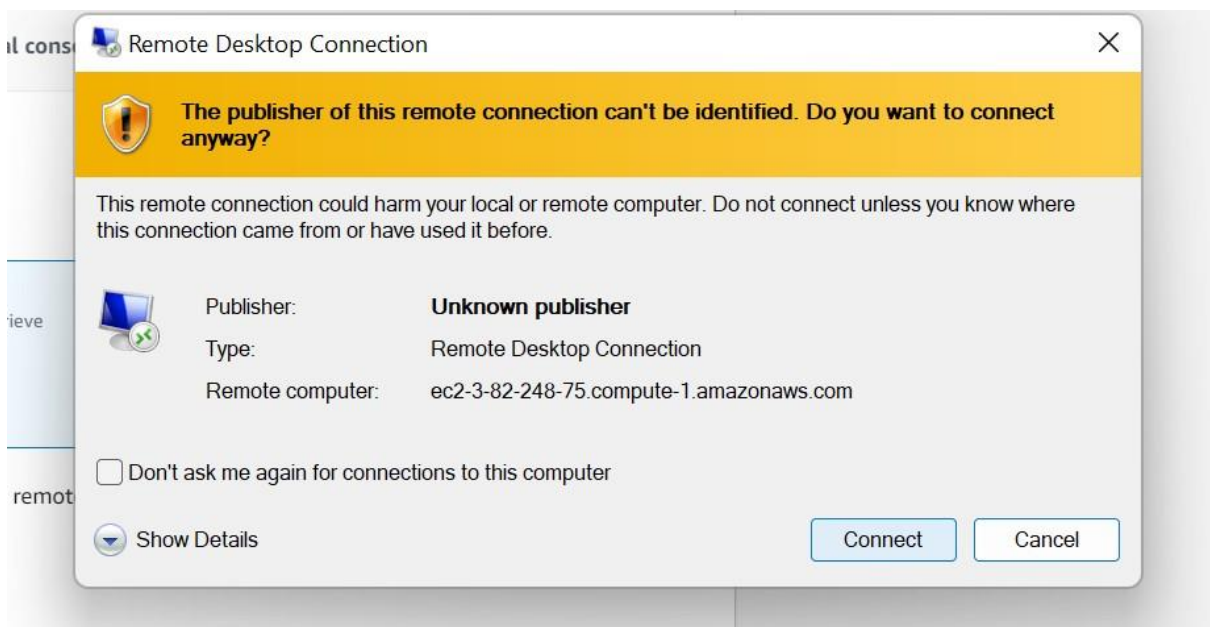 al cons
Remote Desktop Connection
The publisher of this remote connection can't be identified. Do you want to connect
anyway?
This remote connection could harm your local or remote computer. Do not connect unless you know where
this connection came from or have used it before.
rieve
Publisher: Unknown publisher
Type: Remote Desktop Connection
Remote computer: ec2-3-82-248-75.compute-1.amazonaws.com
Don't ask me again for connections to this computer
remot
Show Details
Connect Cancel